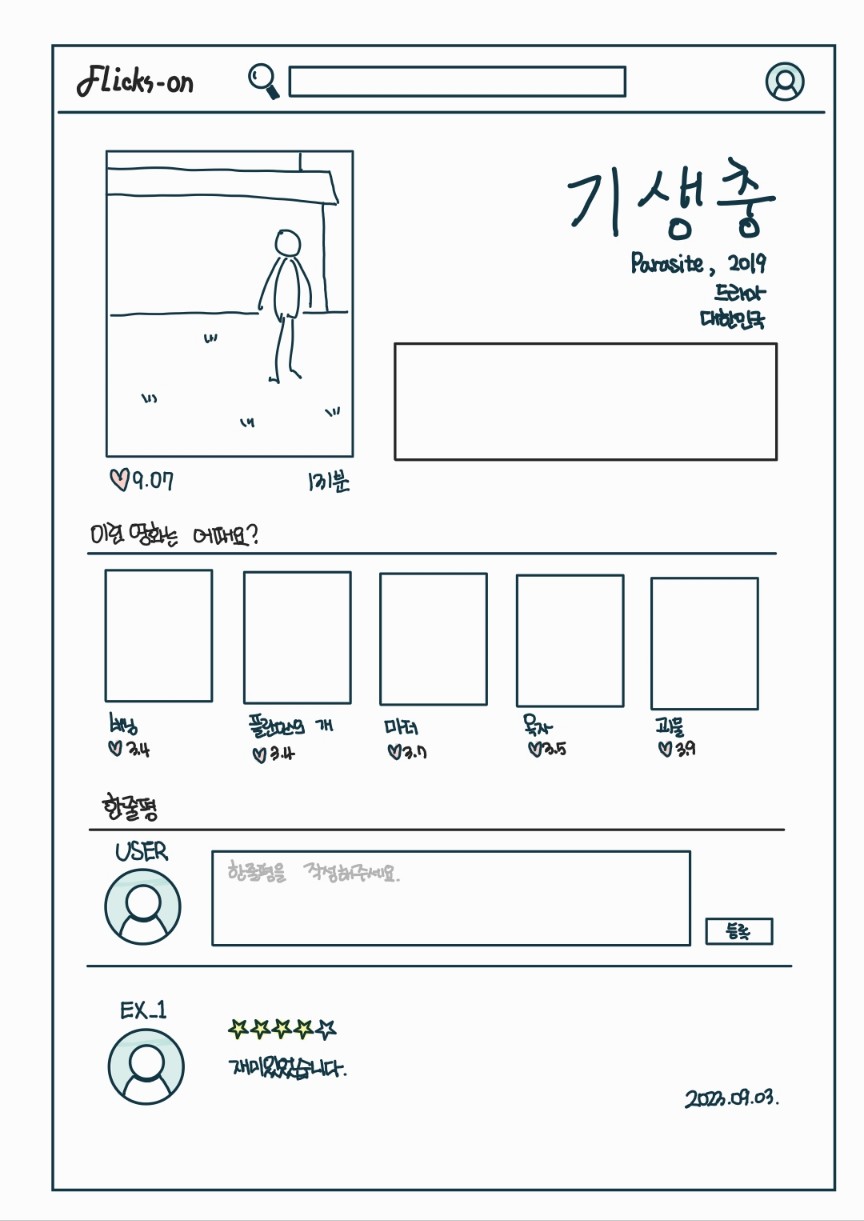 Flicks-on
기생충
Parasite, 2019
드라마
대한민국
9.07
131분
이런 영화는 어때요?
버닝
3.4
플란다스의 개
3.4
마더
3.7
옥자
3.5
괴물
3.9
한줄평
USER
한줄평을 작성해주세요.
등록
EX_1
재미있었습니다.
2023.09.03.